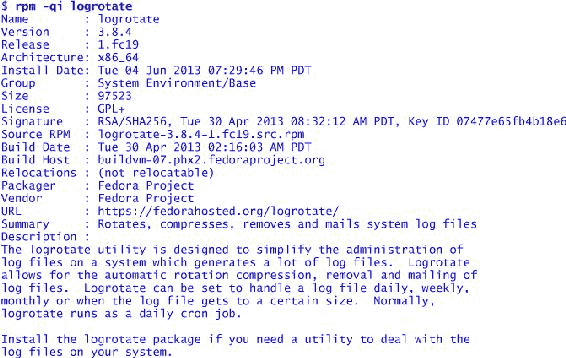 $ rpm -qi logrotate
Name        : logrotate
Version     : 3.8.4
Release     : 1.fc19
Architecture: x86_64
Install Date: Tue 04 Jun 2013 07:29:46 PM PDT
Group       : System Environment/Base
Size        : 97523
License     : GPL+
Signature   : RSA/SHA256, Tue 30 Apr 2013 08:32:12 AM PDT, Key ID 07477e65fb4b18e6
Source RPM  : logrotate-3.8.4-1.fc19.src.rpm
Build Date  : Tue 30 Apr 2013 02:16:03 AM PDT
Build Host  : buildvm-07.phx2.fedoraproject.org
Relocations : (not relocatable)
Packager    : Fedora Project
Vendor      : Fedora Project
URL         : https://fedorahosted.org/logrotate/
Summary     : Rotates, compresses, removes and mails system log files
Description :
The logrotate utility is designed to simplify the administration of
log files on a system which generates a lot of log files.  Logrotate
allows for the automatic rotation compression, removal and mailing of
log files.  Logrotate can be set to handle a log file daily, weekly,
monthly or when the log file gets to a certain size.  Normally,
logrotate runs as a daily cron job.

Install the logrotate package if you need a utility to deal with the
log files on your system.